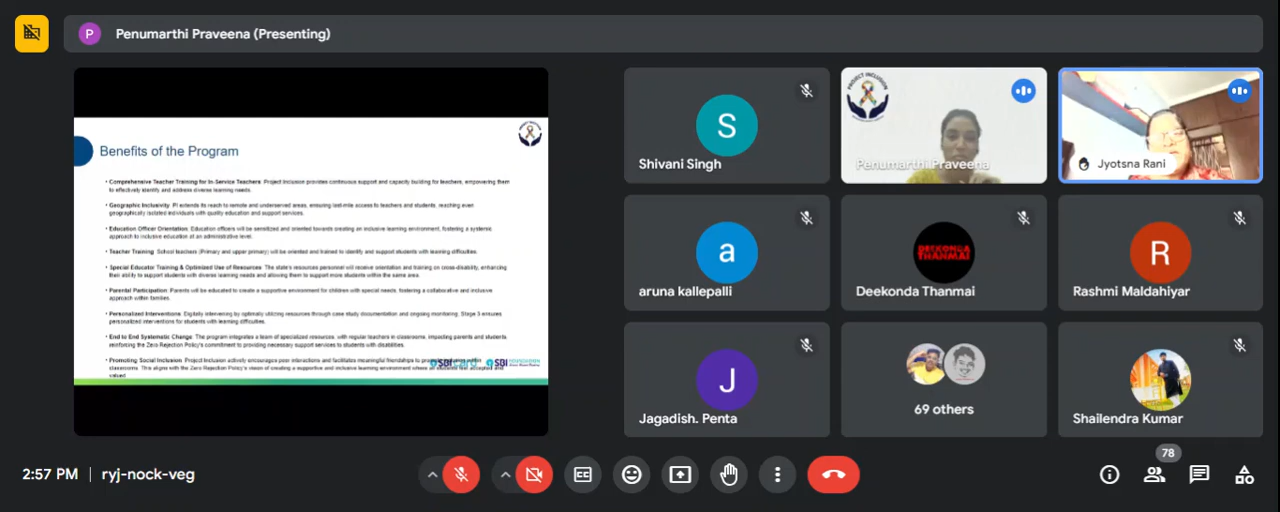 P
Penumarthi Praveena (Presenting)
Benefits of the Program
• Comprehensive Teacher Training for In-Service Teachers: Project Inclusion provides continuous support and capacity building for teachers, empowering them
to effectively identify and address diverse learning needs.
• Geographic Inclusivity: PI extends its reach to remote and underserved areas, ensuring last-mile access to teachers and students, reaching even
geographically isolated individuals with quality education and support services.
• Education Officer Orientation: Education officers will be sensitized and oriented towards creating an inclusive learning environment, fostering a systemic
approach to inclusive education at an administrative level.
• Teacher Training: School teachers (Primary and upper primary) will be oriented and trained to identify and support students with learning difficulties.
• Special Educator Training & Optimized Use of Resources: The state's resources personnel will receive orientation and training on cross-disability, enhancing
their ability to support students with diverse learning needs and allowing them to support more students within the same area.
• Parental Participation: Parents will be educated to create a supportive environment for children with special needs, fostering a collaborative and inclusive
approach within families.
• Personalized Interventions: Digitally intervening by optimally utilizing resources through case study documentation and ongoing monitoring. Stage 3 ensures
personalized interventions for students with learning difficulties.
• End to End Systematic Change: The program integrates a team of specialized resources, with regular teachers in classrooms, impacting parents and students
reinforcing the Zero Rejection Policy's commitment to providing necessary support services to students with disabilities.
• Promoting Social Inclusion: Project Inclusion actively encourages peer interactions and facilitates meaningful friendships to within
classrooms. This aligns with the Zero Rejection Policy's vision of creating a supportive and inclusive learning environment where all students feel accepted and
valued.
SBI card SBI FOUNDATION
S
Shivani Singh
PROJECT INCLUSION
Penumarthi Praveena
Jyotsna Rani
a
aruna kallepalli
DEEKONDA
THANMAI
Deekonda Thanmai
R
Rashmi Maldahiyar
J
Jagadish. Penta
69 others
Shailendra Kumar
2:57 PM | ryj-nock-veg
CC
78